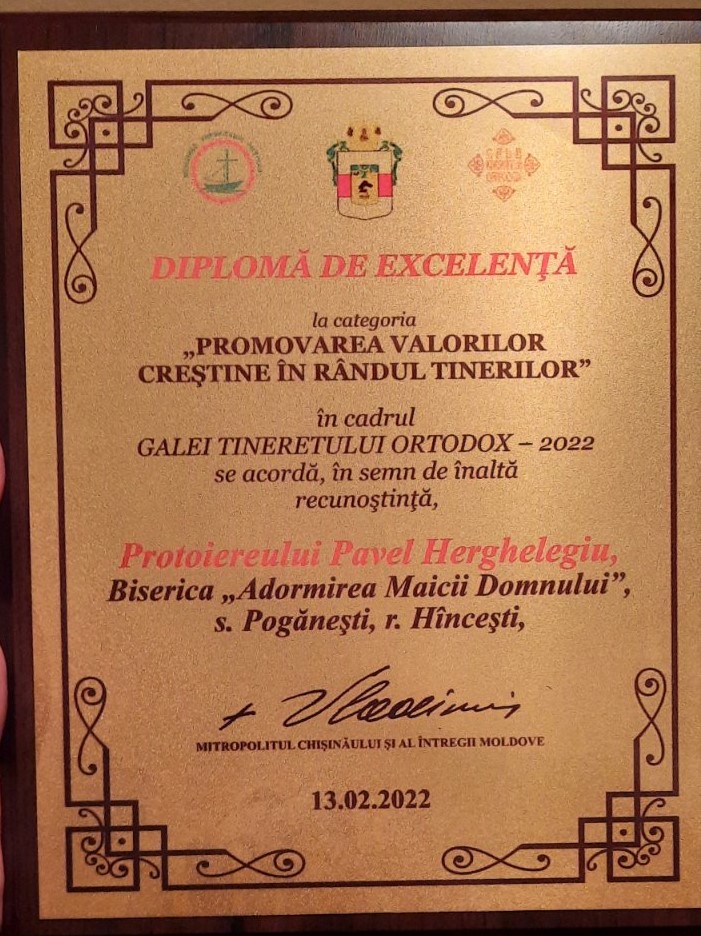 DIPLOMĂ DE EXCELENŢĂ
la categoria
„PROMOVAREA VALORILOR
CREŞTINE ÎN RÂNDUL TINERILOR”
în cadrul
GALEI TINERETULUI ORTODOX – 2022
se acordă, în semn de înaltă
recunoştinţă,
Protoiereului Pavel Herghelegiu,
Biserica „Adormirea Maicii Domnului”,
s. Pogăneşti, r. Hînceşti,
+ Vladimir
MITROPOLITUL CHIŞINĂULUI ŞI AL ÎNTREGII MOLDOVE
13.02.2022